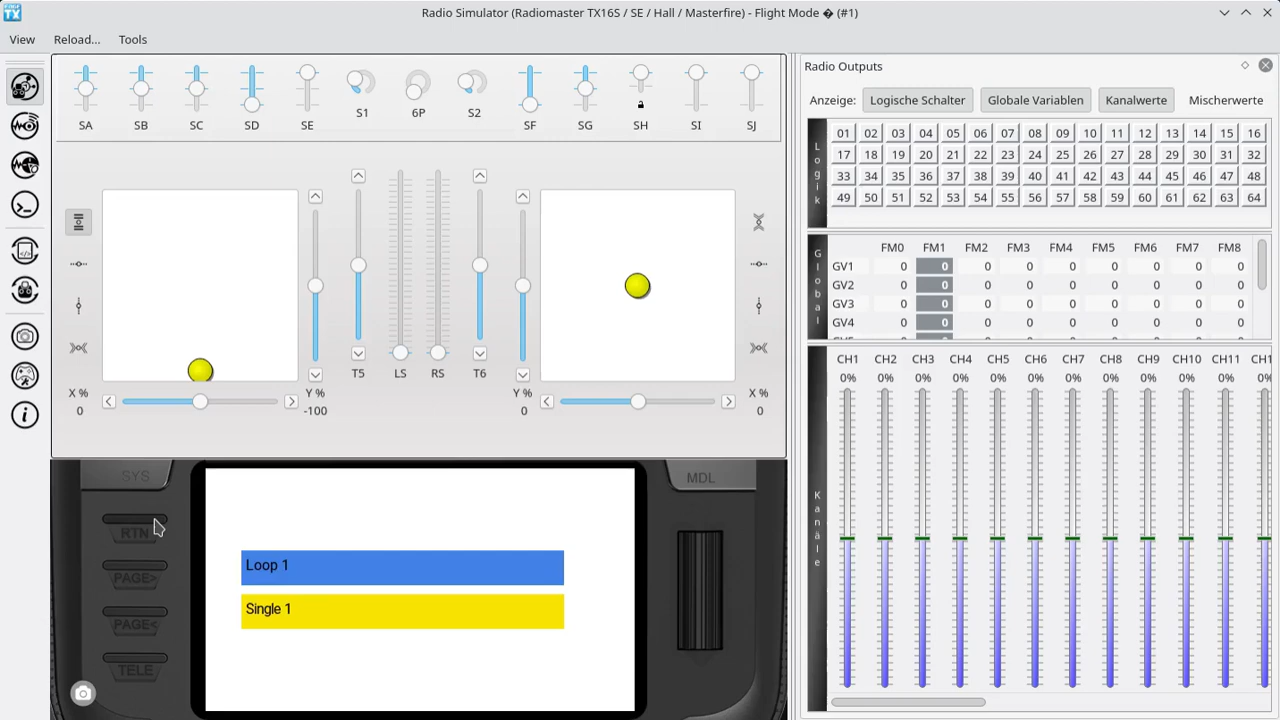 Radio Simulator (Radiomaster TX16S / SE / Hall / Masterfire) - Flight Mode � (#1)
View Reload... Tools
Radio Outputs
SA SB SC SD SE S1 6P S2 SF SG SH SI SJ
Anzeige: Logische Schalter Globale Variablen Kanalwerte Mischerwerte
Logik
01 02 03 04 05 06 07 08 09 10 11 12 13 14 15 16
17 18 19 20 21 22 23 24 25 26 27 28 29 30 31 32
33 34 35 36 37 38 39 40 41 42 43 44 45 46 47 48
49 50 51 52 53 54 55 56 57 58 59 60 61 62 63 64
Global
FM0 FM1 FM2 FM3 FM4 FM5 FM6 FM7 FM8
GV1 0 0 0 0 0 0 0 0 0
GV2 0 0 0 0 0 0 0 0 0
GV3 0 0 0 0 0 0 0 0 0
GV4 0 0 0 0 0 0 0 0 0
T5 LS RS T6
X % 0
Y % -100
Y % 0
X % 0
Kanäle
CH1 CH2 CH3 CH4 CH5 CH6 CH7 CH8 CH9 CH10 CH11 CH1
0% 0% 0% 0% 0% 0% 0% 0% 0% 0% 0% 0%
SYS
MDL
RTN
PAGE>
PAGE<
TELE
Loop 1
Single 1